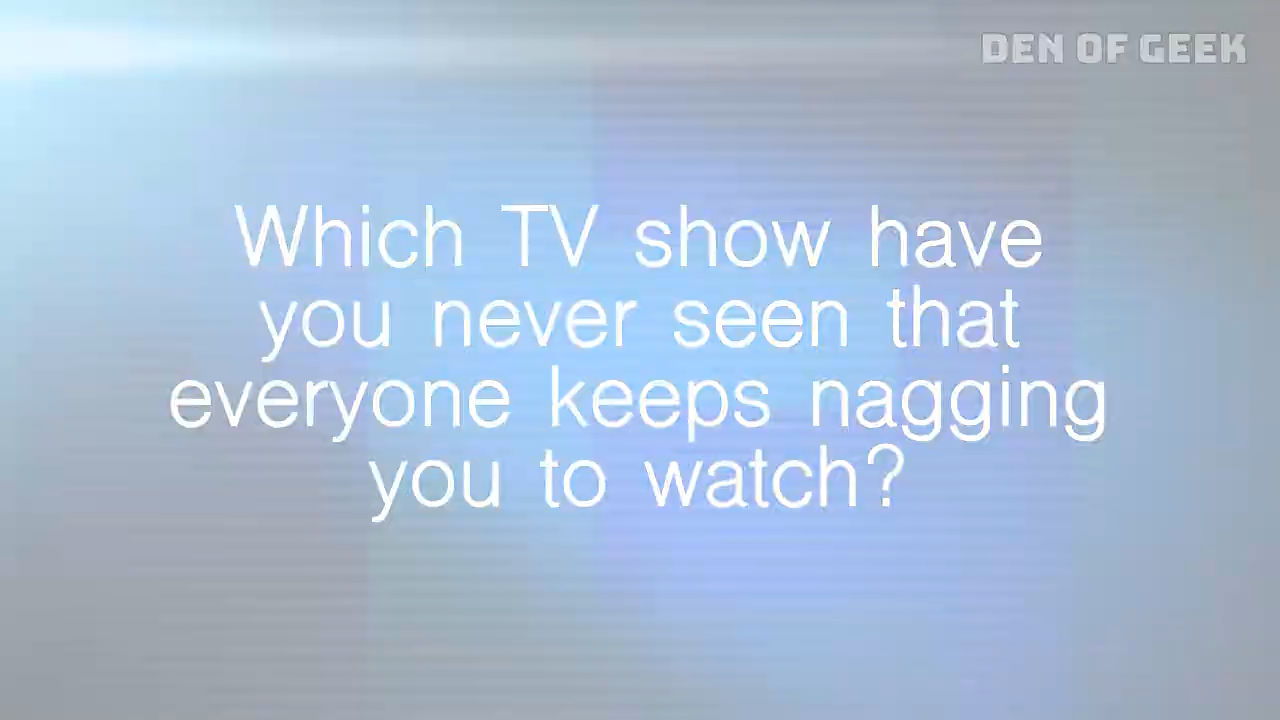 DEN OF GEEK
Which TV show have
you never seen that
everyone keeps nagging
you to watch?